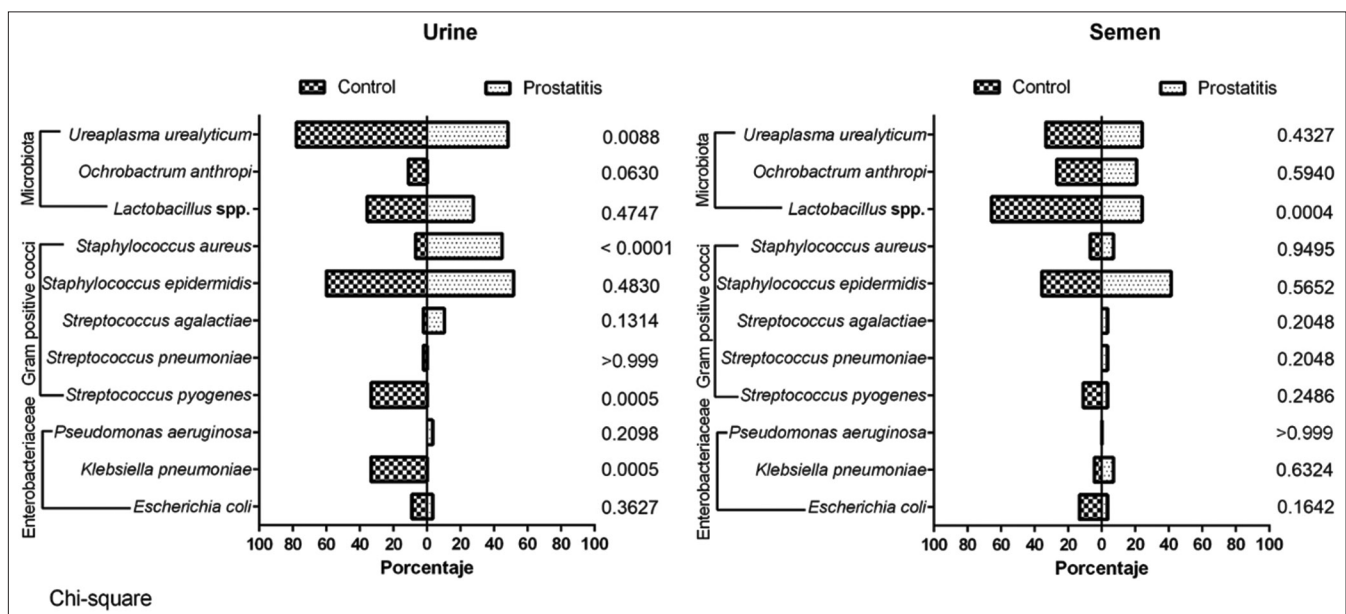 Urine
Control Prostatitis
Microbiota
Ureaplasma urealyticum 0.0088
Ochrobactrum anthropi 0.0630
Lactobacillus spp. 0.4747
Gram positive cocci
Staphylococcus aureus < 0.0001
Staphylococcus epidermidis 0.4830
Streptococcus agalactiae 0.1314
Streptococcus pneumoniae >0.999
Streptococcus pyogenes 0.0005
Enterobacteriaceae
Pseudomonas aeruginosa 0.2098
Klebsiella pneumoniae 0.0005
Escherichia coli 0.3627
100 80 60 40 20 0 20 40 60 80 100
Porcentaje
Semen
Control Prostatitis
Microbiota
Ureaplasma urealyticum 0.4327
Ochrobactrum anthropi 0.5940
Lactobacillus spp. 0.0004
Gram positive cocci
Staphylococcus aureus 0.9495
Staphylococcus epidermidis 0.5652
Streptococcus agalactiae 0.2048
Streptococcus pneumoniae 0.2048
Streptococcus pyogenes 0.2486
Enterobacteriaceae
Pseudomonas aeruginosa >0.999
Klebsiella pneumoniae 0.6324
Escherichia coli 0.1642
100 80 60 40 20 0 20 40 60 80 100
Porcentaje
Chi-square